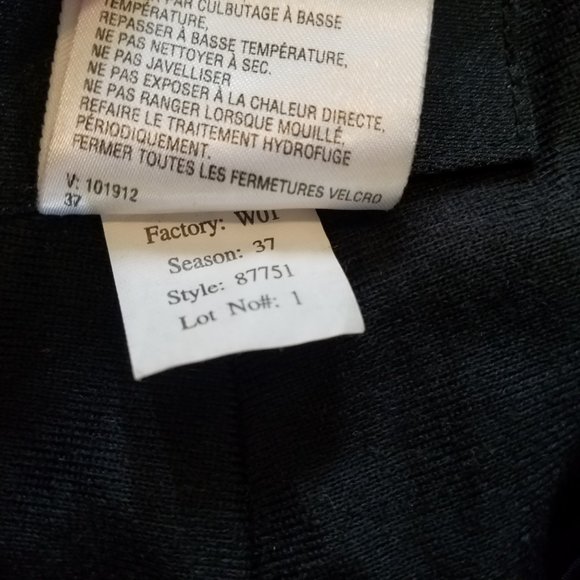 PAR CULBUTAGE À BASSE
TEMPÉRATURE,
REPASSER À BASSE TEMPÉRATURE,
NE PAS NETTOYER À SEC.
NE PAS JAVELLISER
NE PAS EXPOSER À LA CHALEUR DIRECTE,
NE PAS RANGER LORSQUE MOUILLÉ,
REFAIRE LE TRAITEMENT HYDROFUGE
PÉRIODIQUEMENT.
FERMER TOUTES LES FERMETURES VELCRO
V: 101912
37
Factory: W01
Season: 37
Style: 87751
Lot No#: 1